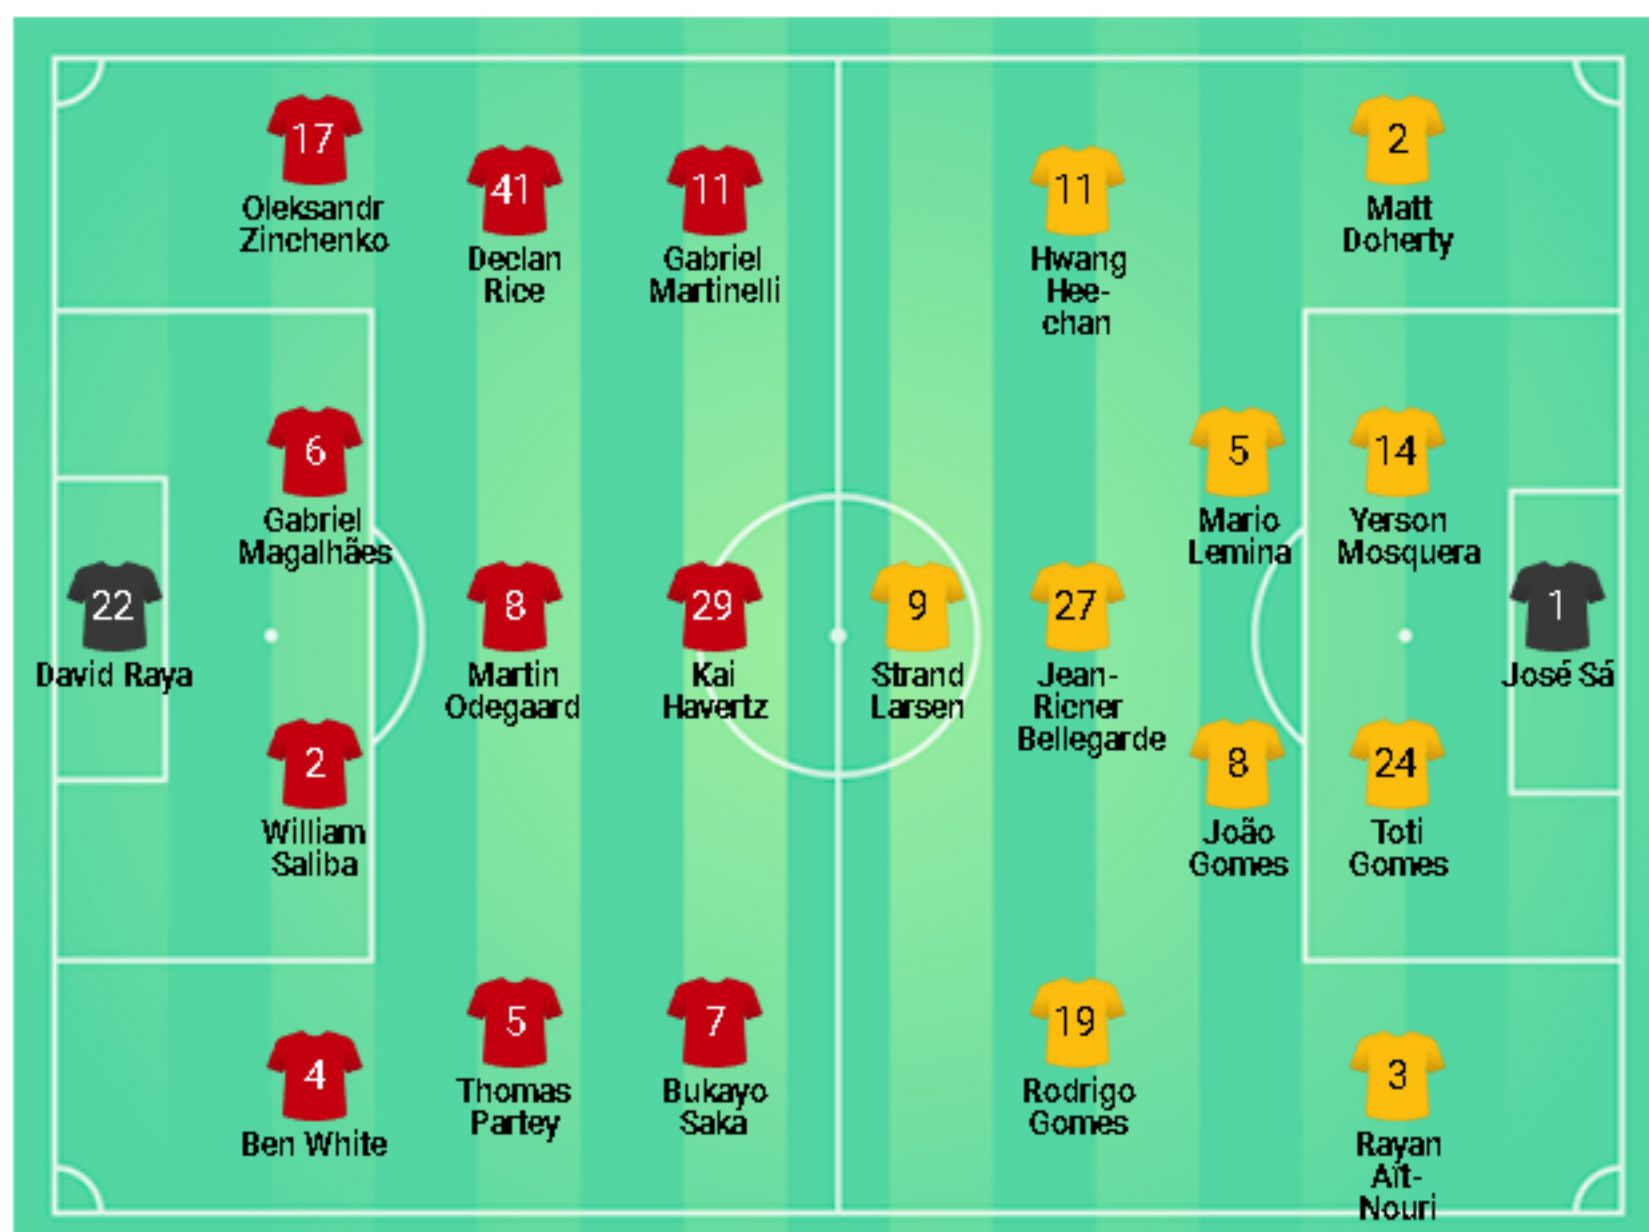 17
Oleksandr
Zinchenko
41
Declan
Rice
11
Gabriel
Martinelli
11
Hwang
Hee-
chan
2
Matt
Doherty
6
Gabriel
Magalhães
5
Mario
Lemina
14
Yerson
Mosquera
22
David Raya
8
Martin
Odegaard
29
Kai
Havertz
9
Strand
Larsen
27
Jean-
Ricner
Bellegarde
1
José Sá
2
William
Saliba
8
João
Gomes
24
Toti
Gomes
4
Ben White
5
Thomas
Partey
7
Bukayo
Saka
19
Rodrigo
Gomes
3
Rayan
Aït-
Nouri